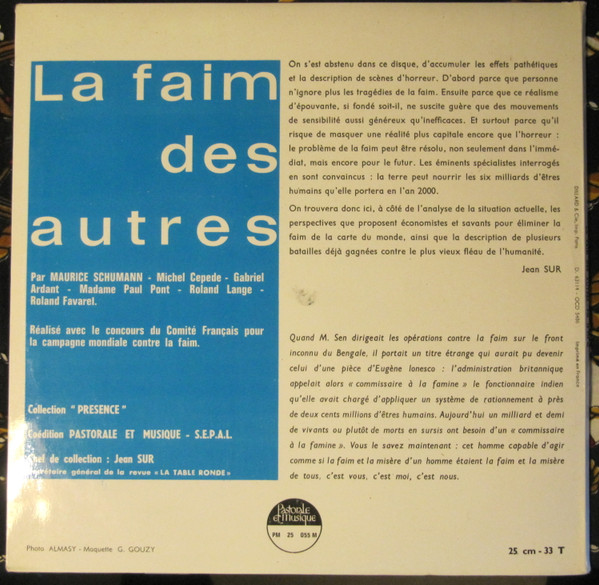 La faim
des
autres
Par MAURICE SCHUMANN - Michel Cepede - Gabriel
Ardant - Madame Paul Pont - Roland Lange -
Roland Favarel.
Réalisé avec le concours du Comité Français pour
la campagne mondiale contre la faim.
Collection " PRESENCE "
Coédition PASTORALE ET MUSIQUE - S.E.P.A.L.
Chef de collection : Jean SUR
secrétaire général de la revue « LA TABLE RONDE »
On s'est abstenu dans ce disque, d'accumuler les effets pathétiques
et la description de scènes d'horreur. D'abord parce que personne
n'ignore plus les tragédies de la faim. Ensuite parce que ce réalisme
d'épouvante, si fondé soit-il, ne suscite guère que des mouvements
de sensibilité aussi généreux qu'inefficaces. Et surtout parce qu'il
risque de masquer une réalité plus capitale encore que l'horreur :
le problème de la faim peut être résolu, non seulement dans l'immé-
diat, mais encore pour le futur. Les éminents spécialistes interrogés
en sont convaincus : la terre peut nourrir les six milliards d'êtres
humains qu'elle portera en l'an 2000.
On trouvera donc ici, à côté de l'analyse de la situation actuelle, les
perspectives que proposent économistes et savants pour éliminer la
faim de la carte du monde, ainsi que la description de plusieurs
batailles déjà gagnées contre le plus vieux fléau de l'humanité.
Jean SUR
Quand M. Sen dirigeait les opérations contre la faim sur le front
inconnu du Bengale, il portait un titre étrange qui aurait pu devenir
celui d'une pièce d'Eugène Ionesco : l'administration britannique
appelait alors « commissaire à la famine » le fonctionnaire indien
qu'elle avait chargé d'appliquer un système de rationnement à près
de deux cents millions d'êtres humains. Aujourd'hui un milliard et demi
de vivants ou plutôt de morts en sursis ont besoin d'un « commissaire
à la famine ». Vous le savez maintenant : cet homme capable d'agir
comme si la faim et la misère d'un homme étaient la faim et la misère
de tous, c'est vous, c'est moi, c'est nous.
Imprimé en France
Pastorale
et Musique
PM 25 055 M
Photo ALMASY - Maquette G. GOUZY
25 cm - 33 T